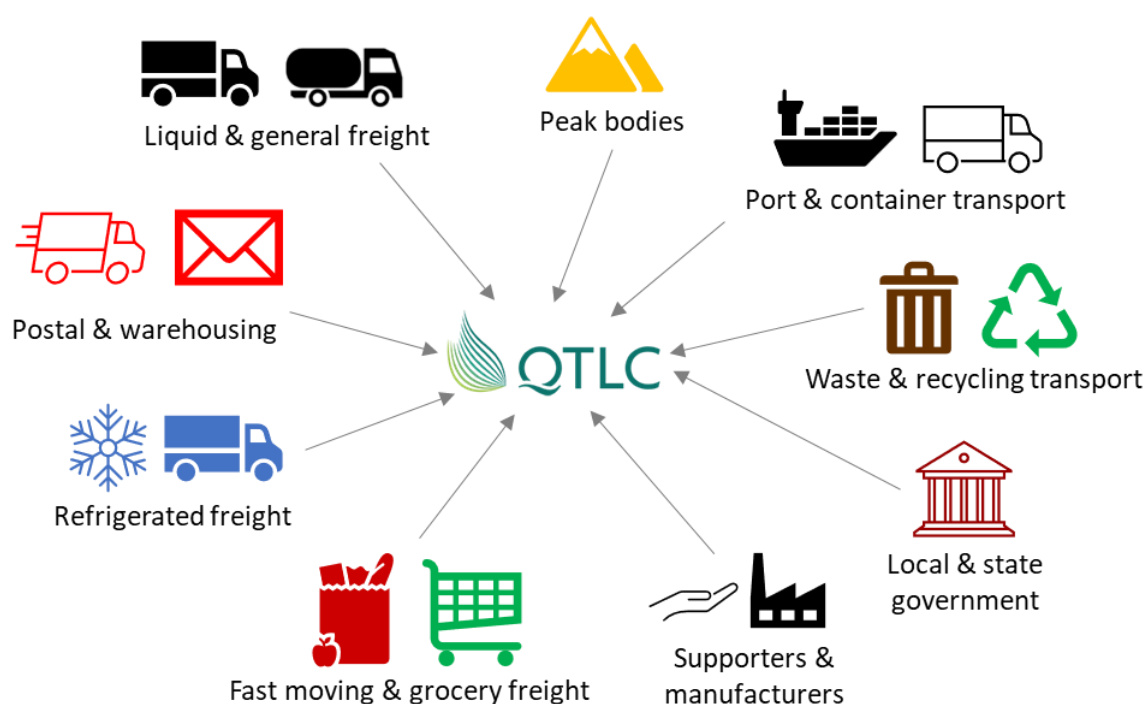 Liquid & general freight
Peak bodies
Port & container transport
Postal & warehousing
QTLC
Waste & recycling transport
Refrigerated freight
Local & state
government
Fast moving & grocery freight
Supporters &
manufacturers